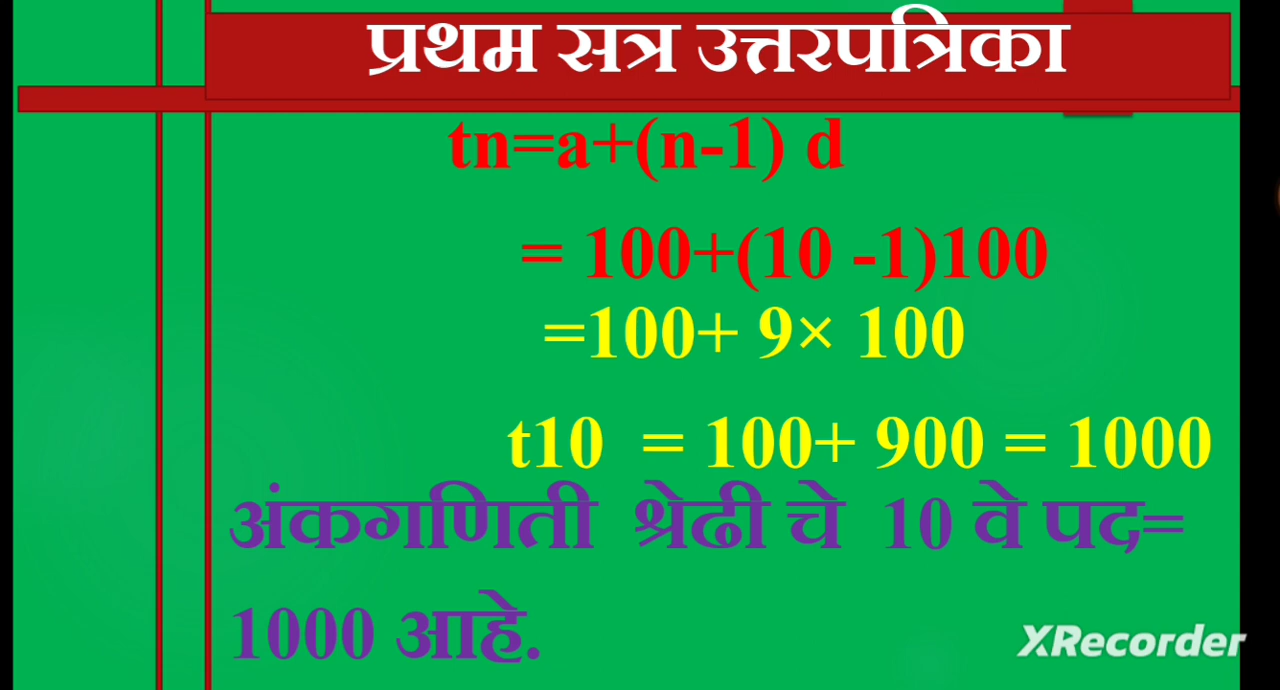 प्रथम सत्र उत्तरपत्रिका
tn=a+(n-1) d
= 100+(10 -1)100
=100+ 9× 100
t10 = 100+ 900 = 1000
अंकगणिती श्रेढी चे 10 वे पद=
1000 आहे.
XRecorder